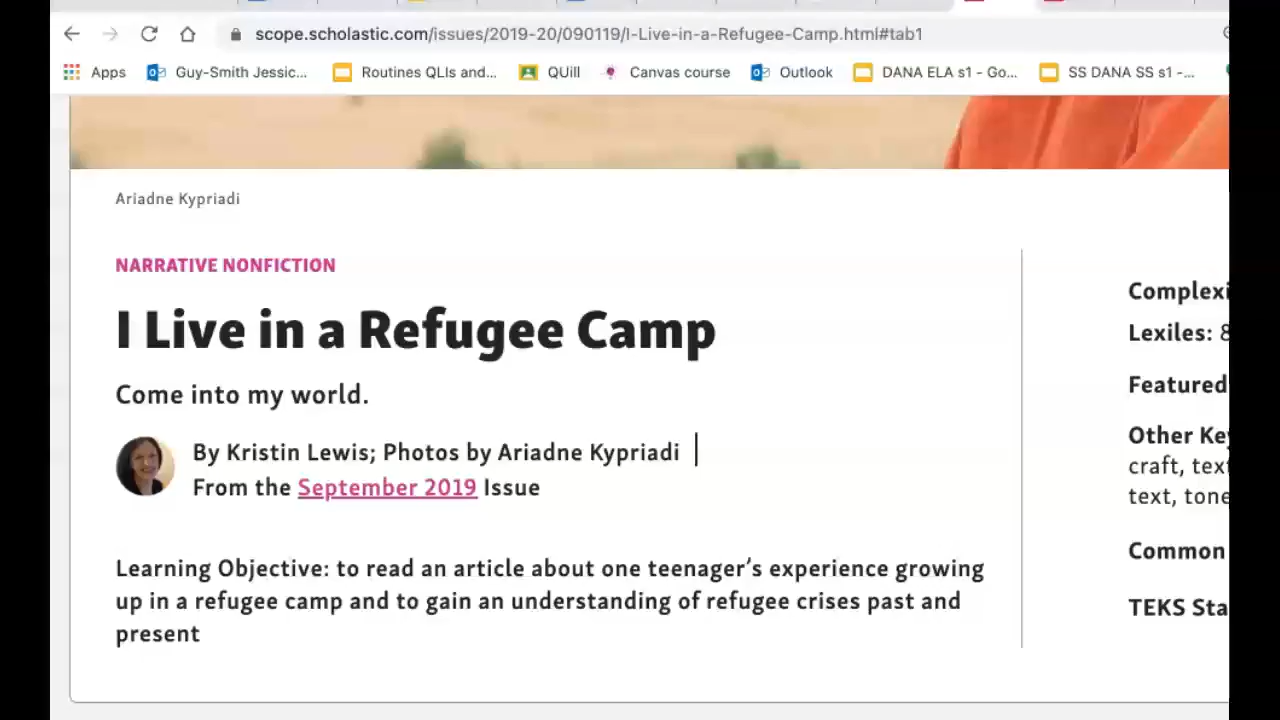 scope.scholastic.com/issues/2019-20/090119/I-Live-in-a-Refugee-Camp.html#tab1
Apps Guy-Smith Jessic... Routines QLIs and... QUill Canvas course Outlook DANA ELA s1 - Go... SS DANA SS s1 -...
Ariadne Kypriadi
NARRATIVE NONFICTION
I Live in a Refugee Camp
Come into my world.
By Kristin Lewis; Photos by Ariadne Kypriadi
From the September 2019 Issue
Learning Objective: to read an article about one teenager’s experience growing
up in a refugee camp and to gain an understanding of refugee crises past and
present
Lexiles:
Featured
Other
craft,
text, tone
Common